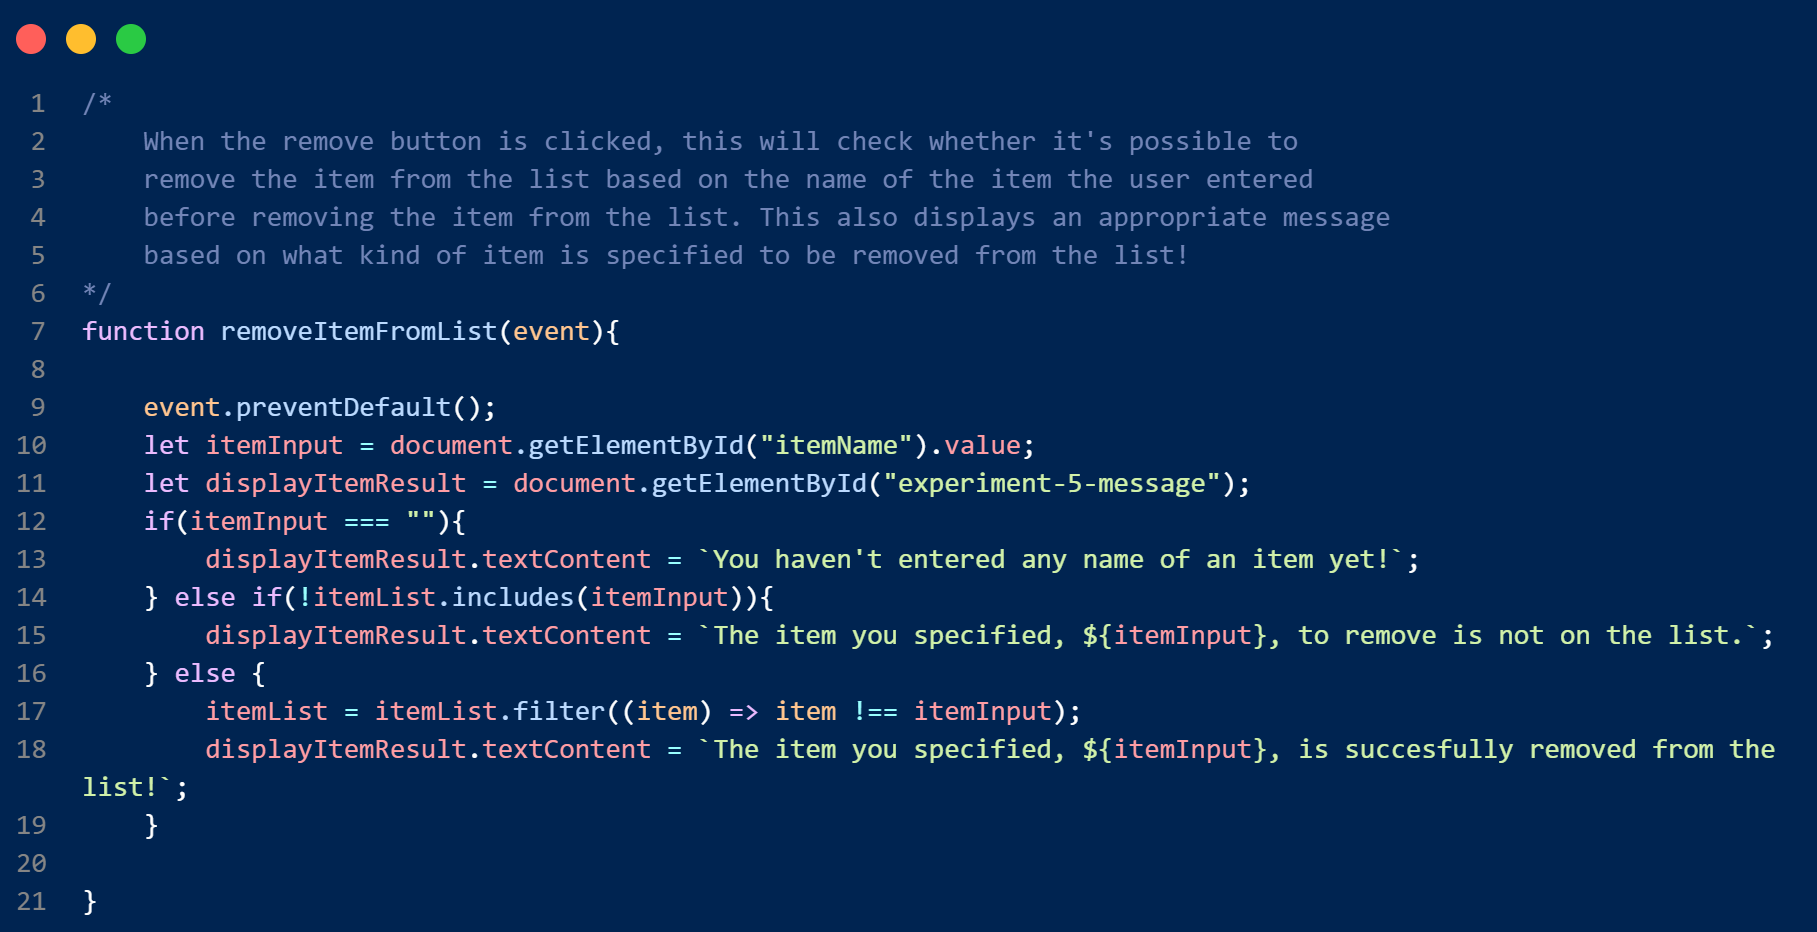 1 /*
2     When the remove button is clicked, this will check whether it's possible to
3     remove the item from the list based on the name of the item the user entered
4     before removing the item from the list. This also displays an appropriate message
5     based on what kind of item is specified to be removed from the list!
6 */
7 function removeItemFromList(event){
8
9     event.preventDefault();
10     let itemInput = document.getElementById("itemName").value;
11     let displayItemResult = document.getElementById("experiment-5-message");
12     if(itemInput === ""){
13         displayItemResult.textContent = `You haven't entered any name of an item yet!`;
14     } else if(!itemList.includes(itemInput)){
15         displayItemResult.textContent = `The item you specified, ${itemInput}, to remove is not on the list.`;
16     } else {
17         itemList = itemList.filter((item) => item !== itemInput);
18         displayItemResult.textContent = `The item you specified, ${itemInput}, is succesfully removed from the
list!`;
19     }
20
21 }